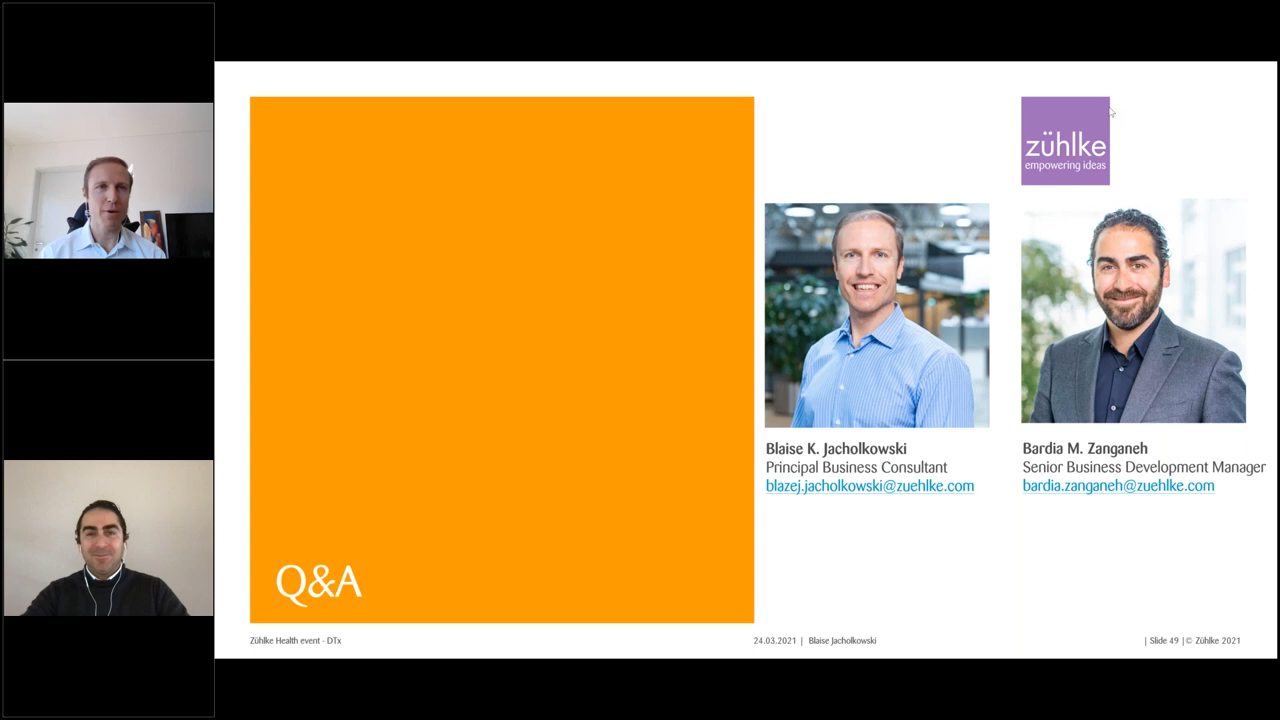 zühlke
empowering ideas
Blaise K. Jacholkowski
Principal Business Consultant
blazej.jacholkowski@zuehlke.com
Bardia M. Zanganeh
Senior Business Development Manager
bardia.zanganeh@zuehlke.com
Q&A
Zühlke Health event - DTx
24.03.2021 | Blaise Jacholkowski
| Slide 49 | © Zühlke 2021